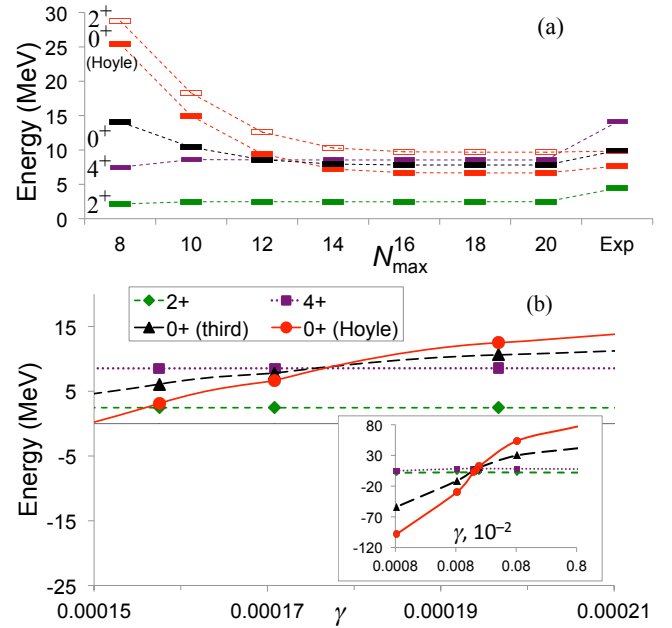 (a)
Energy (MeV)
30
25
20
15
10
5
0
2+
0+
(Hoyle)
0+
4+
2+
8 10 12 14 16 18 20 Exp
Nmax
(b)
2+ 4+
0+ (third) 0+ (Hoyle)
Energy (MeV)
15
5
-5
-15
-25
0.00015 0.00017 γ 0.00019 0.00021
80
30
-20
-70
-120
γ, 10⁻²
0.0008 0.008 0.08 0.8